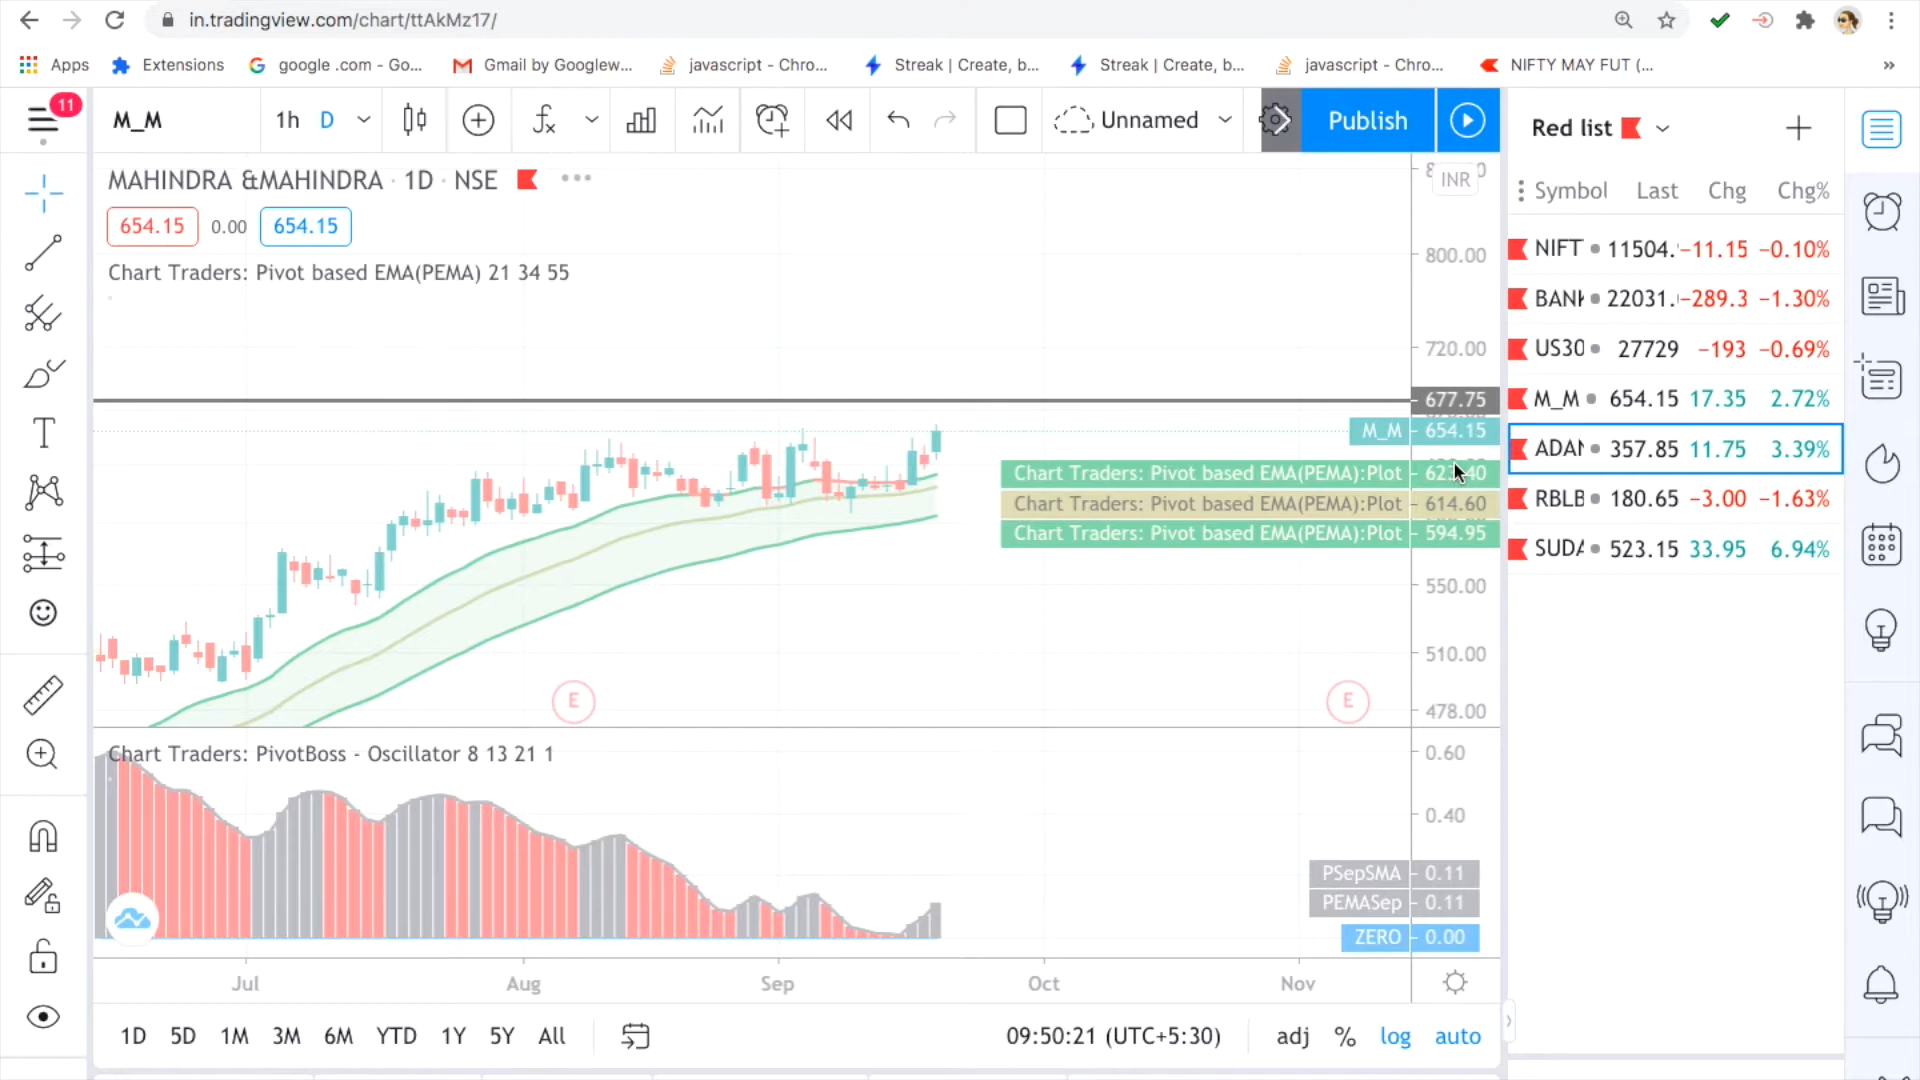 in.tradingview.com/chart/ttAkMz17/
Apps Extensions google .com - Go... Gmail by Googlew... javascript - Chro... Streak | Create, b... Streak | Create, b... javascript - Chro... NIFTY MAY FUT (... »
11
M_M 1h D Unnamed Publish
MAHINDRA &MAHINDRA · 1D · NSE
654.15 0.00 654.15
Chart Traders: Pivot based EMA(PEMA) 21 34 55
INR
800.00
720.00
677.75
M_M 654.15
Chart Traders: Pivot based EMA(PEMA):Plot
Chart Traders: Pivot based EMA(PEMA):Plot 614.60
Chart Traders: Pivot based EMA(PEMA):Plot 594.95
550.00
510.00
478.00
E E
Chart Traders: PivotBoss - Oscillator 8 13 21 1
0.60
0.40
PSepSMA 0.11
PEMASep 0.11
ZERO 0.00
Jul Aug Sep Oct Nov
1D 5D 1M 3M 6M YTD 1Y 5Y All 09:50:21 (UTC+5:30) adj % log auto
Red list
Symbol Last Chg Chg%
NIFT 11504. −11.15 −0.10%
BANK 22031. −289.3 −1.30%
US30 27729 −193 −0.69%
M_M 654.15 17.35 2.72%
ADAN 357.85 11.75 3.39%
RBLB 180.65 −3.00 −1.63%
SUDA 523.15 33.95 6.94%